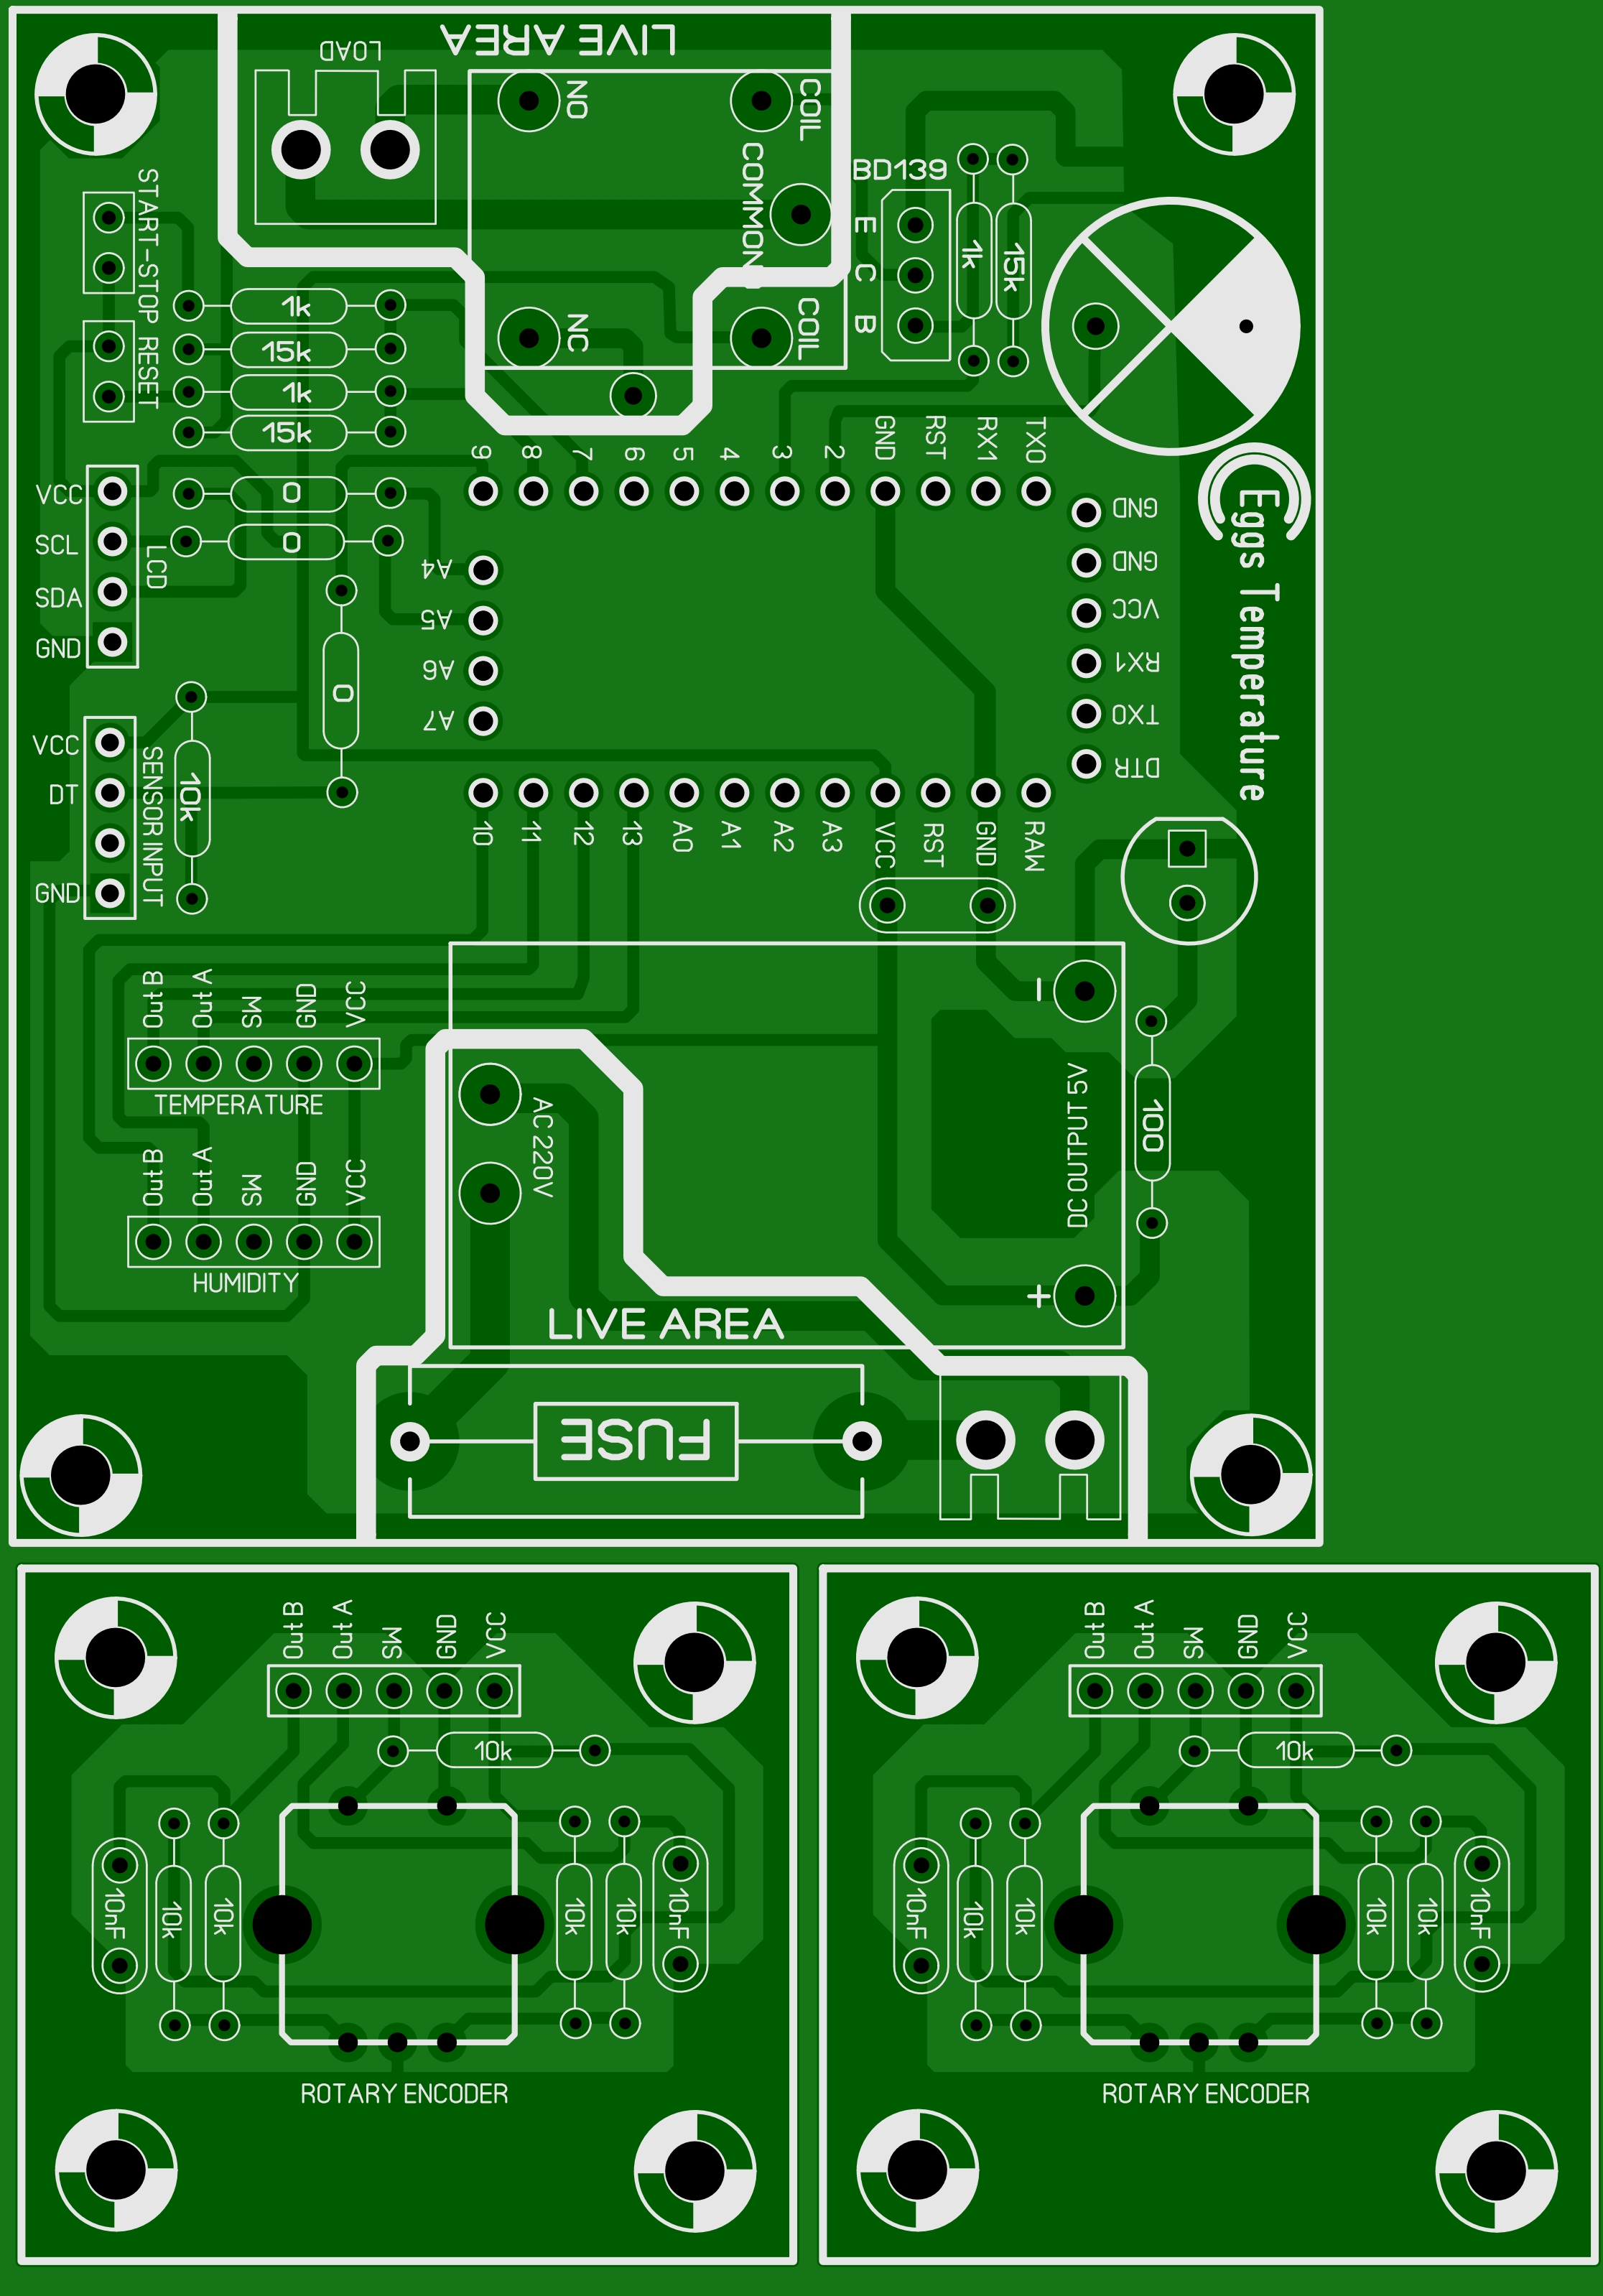 LIVE AREA
LOAD
NO
COIL
COMMON
BD139
E
C
B
1k
15k
START-STOP
RESET
1k
15k
1k
15k
NC
COIL
9
8
7
6
5
4
3
2
GND
RST
RX1
TX0
VCC
SCL
SDA
GND
LCD
0
0
0
A4
A5
A6
A7
GND
GND
VCC
RX1
TX0
DTR
Eggs Temperature
VCC
DT
GND
SENSOR INPUT
10k
10
11
12
13
A0
A1
A2
A3
VCC
RST
GND
RAW
Out B
Out A
SW
GND
VCC
TEMPERATURE
Out B
Out A
SW
GND
VCC
HUMIDITY
AC 220V
-
DC OUTPUT 5V
+
100
LIVE AREA
FUSE
Out B
Out A
SW
GND
VCC
10k
10nF
10k
10k
10k
10k
10nF
ROTARY ENCODER
Out B
Out A
SW
GND
VCC
10k
10nF
10k
10k
10k
10k
10nF
ROTARY ENCODER